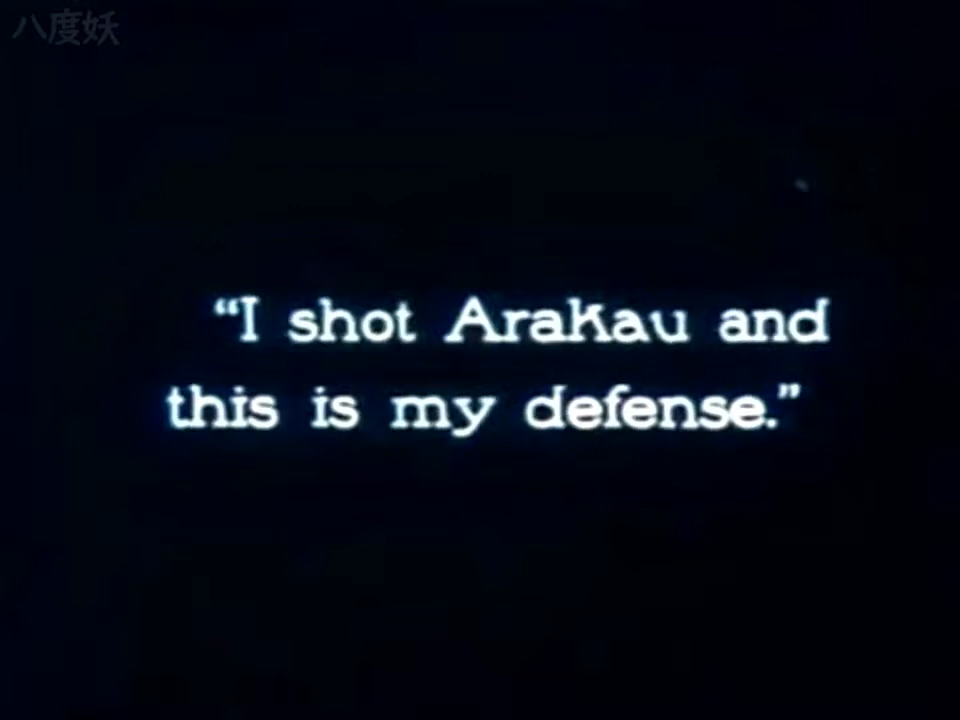 八度妖
“I shot Arakau and
this is my defense.”